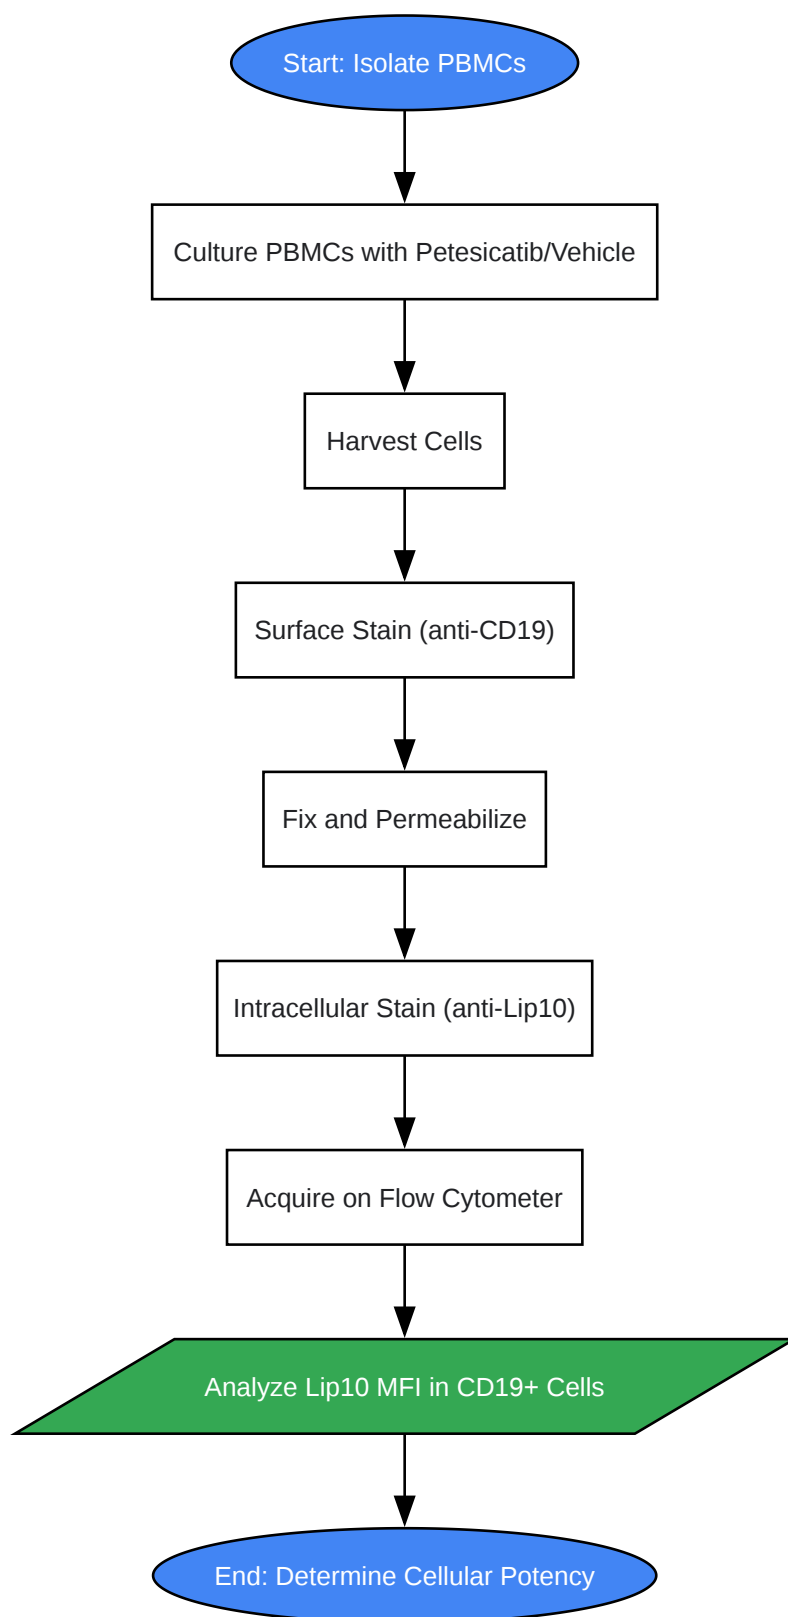 Start: Isolate PBMCs
Culture PBMCs with Petesicatib/Vehicle
Harvest Cells
Surface Stain (anti-CD19)
Fix and Permeabilize
Intracellular Stain (anti-Lip10)
Acquire on Flow Cytometer
Analyze Lip10 MFI in CD19+ Cells
End: Determine Cellular Potency